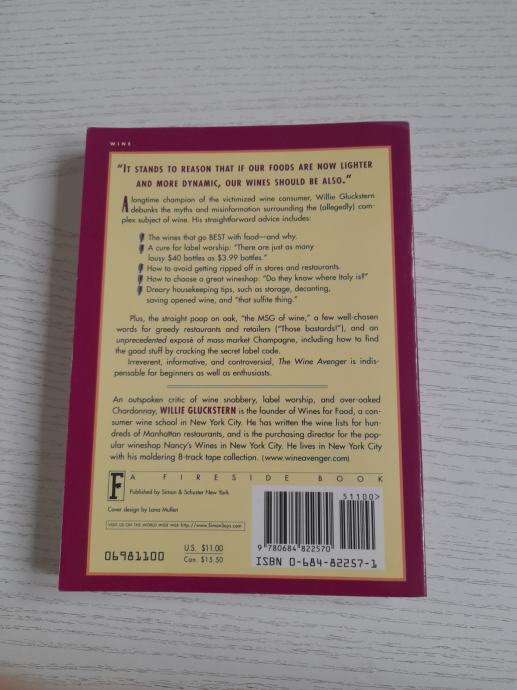 WINE
"IT STANDS TO REASON THAT IF OUR FOODS ARE NOW LIGHTER
AND MORE DYNAMIC, OUR WINES SHOULD BE ALSO."
A longtime champion of the victimized wine consumer, Willie Gluckstern
debunks the myths and misinformation surrounding the (allegedly) com-
plex subject of wine. His straightforward advice includes:
The wines that go BEST with food—and why.
A cure for label worship: "There are just as many
lousy $40 bottles as $3.99 bottles."
How to avoid getting ripped off in stores and restaurants.
How to choose a great wineshop: "Do they know where Italy is?"
Dreary housekeeping tips, such as storage, decanting,
saving opened wine, and "that sulfite thing."
Plus, the straight poop on oak, "the MSG of wine," a few well-chosen
words for greedy restaurants and retailers ("Those bastards!"), and an
unprecedented exposé of mass-market Champagne, including how to find
the good stuff by cracking the secret label code.
Irreverent, informative, and controversial, The Wine Avenger is indis-
pensable for beginners as well as enthusiasts.
An outspoken critic of wine snobbery, label worship, and over-oaked
Chardonnay, WILLIE GLUCKSTERN is the founder of Wines for Food, a con-
sumer wine school in New York City. He has written the wine lists for hun-
dreds of Manhattan restaurants, and is the purchasing director for the pop-
ular wineshop Nancy's Wines in New York City. He lives in New York City
with his moldering 8-track tape collection. (www.wineavenger.com)
F A FIRESIDE BOOK
Published by Simon & Schuster New York
Cover design by Lana Mullen
VISIT US ON THE WORLD WIDE WEB http://www.SimonSays.com
06981100
U.S. $11.00
Can. $15.50
51100>
9 780684 822570
ISBN 0-684-82257-1